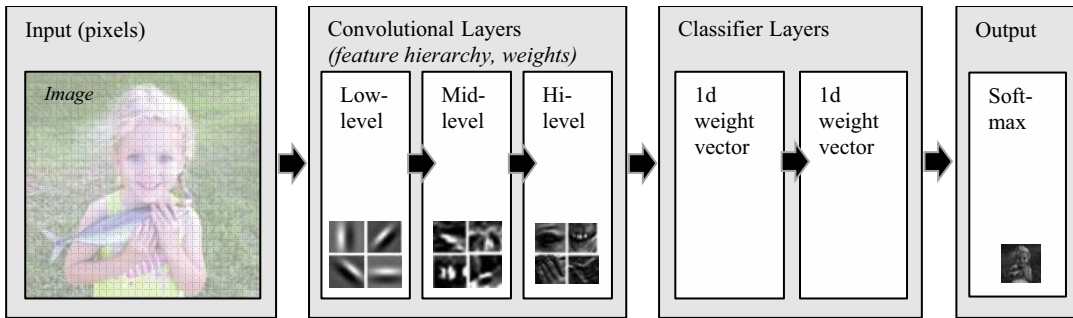 Input (pixels)
Image
Convolutional Layers
(feature hierarchy, weights)
Low-
level
Mid-
level
Hi-
level
Classifier Layers
1d
weight
vector
1d
weight
vector
Output
Soft-
max